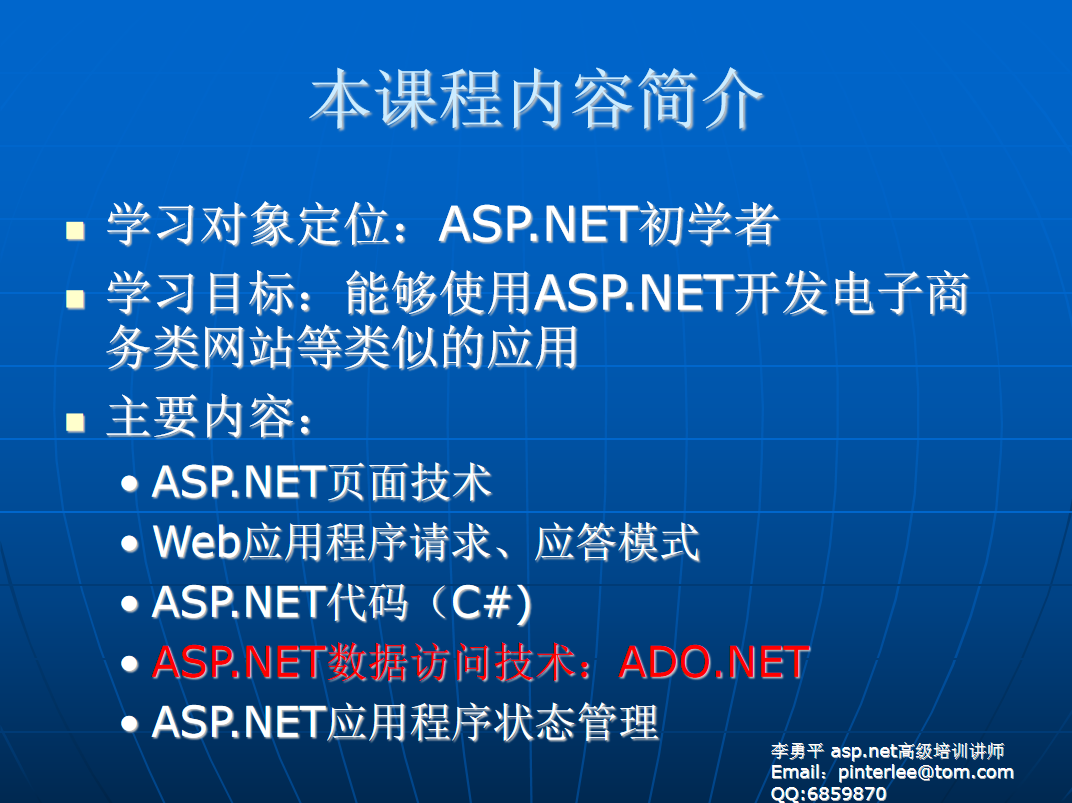 本课程内容简介
学习对象定位：ASP.NET初学者
学习目标：能够使用ASP.NET开发电子商
务类网站等类似的应用
主要内容：
ASP.NET页面技术
Web应用程序请求、应答模式
ASP.NET代码（C#)
ASP.NET数据访问技术：ADO.NET
ASP.NET应用程序状态管理
李勇平 asp.net高级培训讲师
Email：pinterlee@tom.com
QQ:6859870